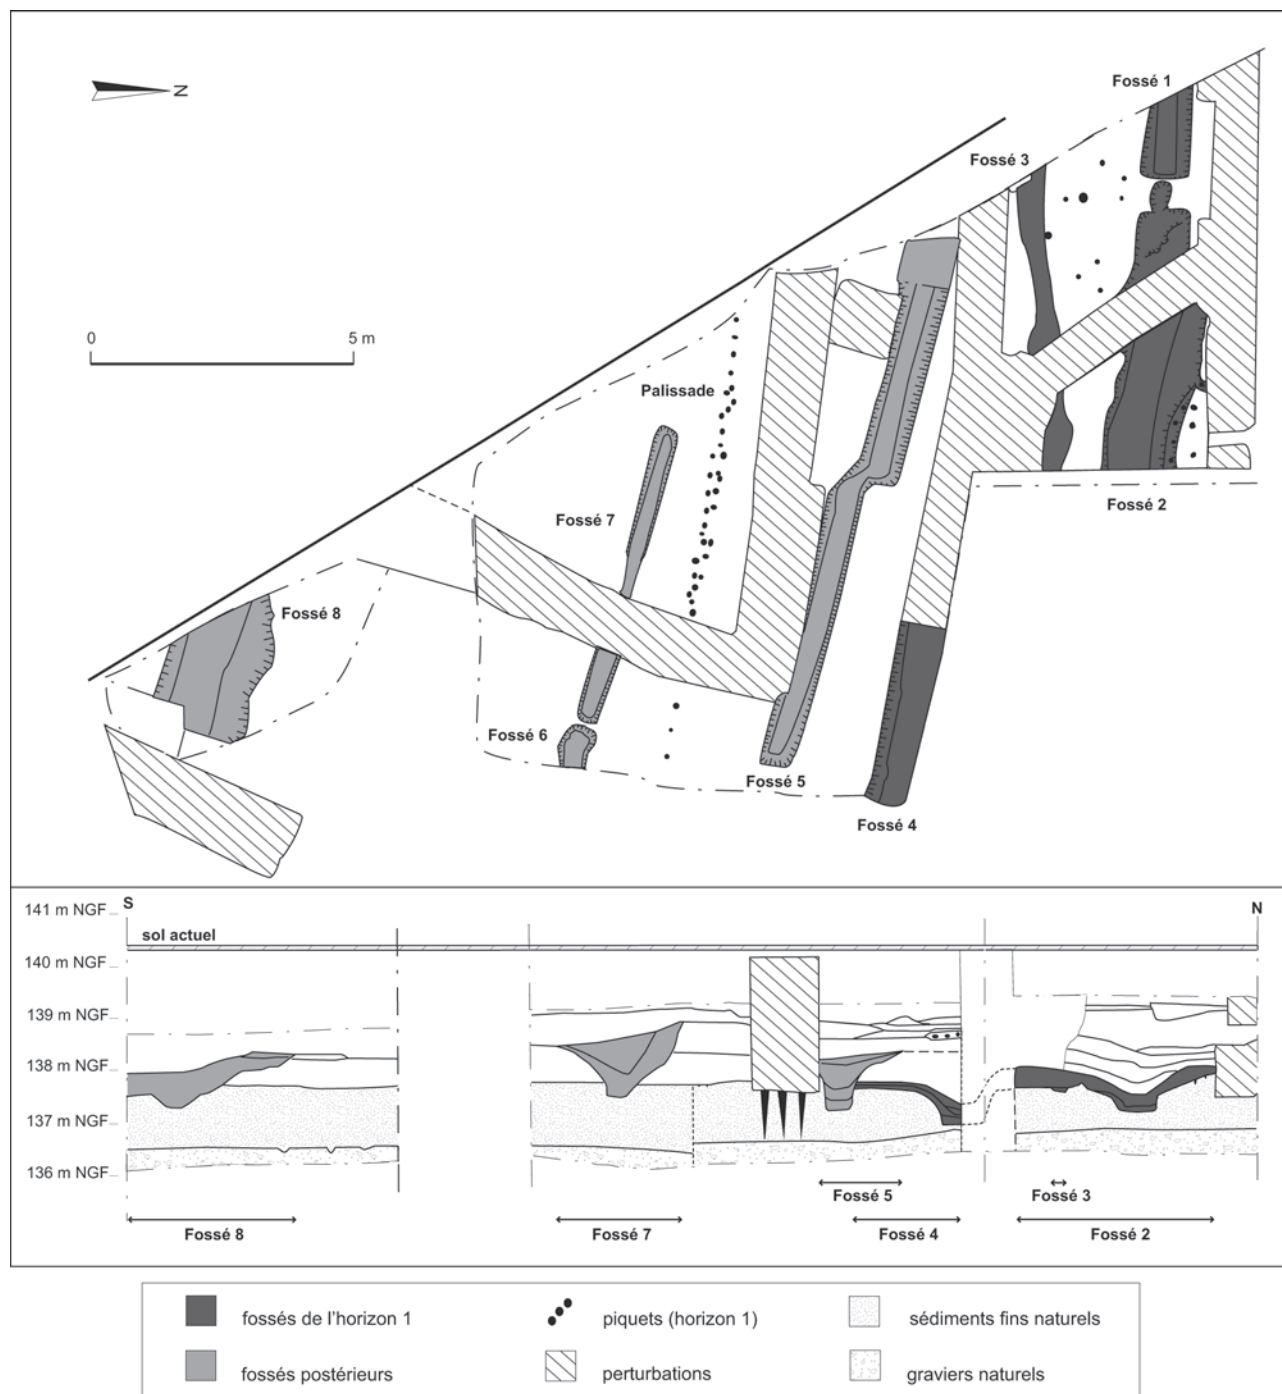 Fossé 1
N
Fossé 3
0 5 m
Palissade
Fossé 7
Fossé 2
Fossé 8
Fossé 6
Fossé 5
Fossé 4
S N
141 m NGF
sol actuel
140 m NGF
139 m NGF
138 m NGF
137 m NGF
136 m NGF
Fossé 5 Fossé 3
Fossé 8 Fossé 7 Fossé 4 Fossé 2
fossés de l'horizon 1 piquets (horizon 1) sédiments fins naturels
fossés postérieurs perturbations graviers naturels